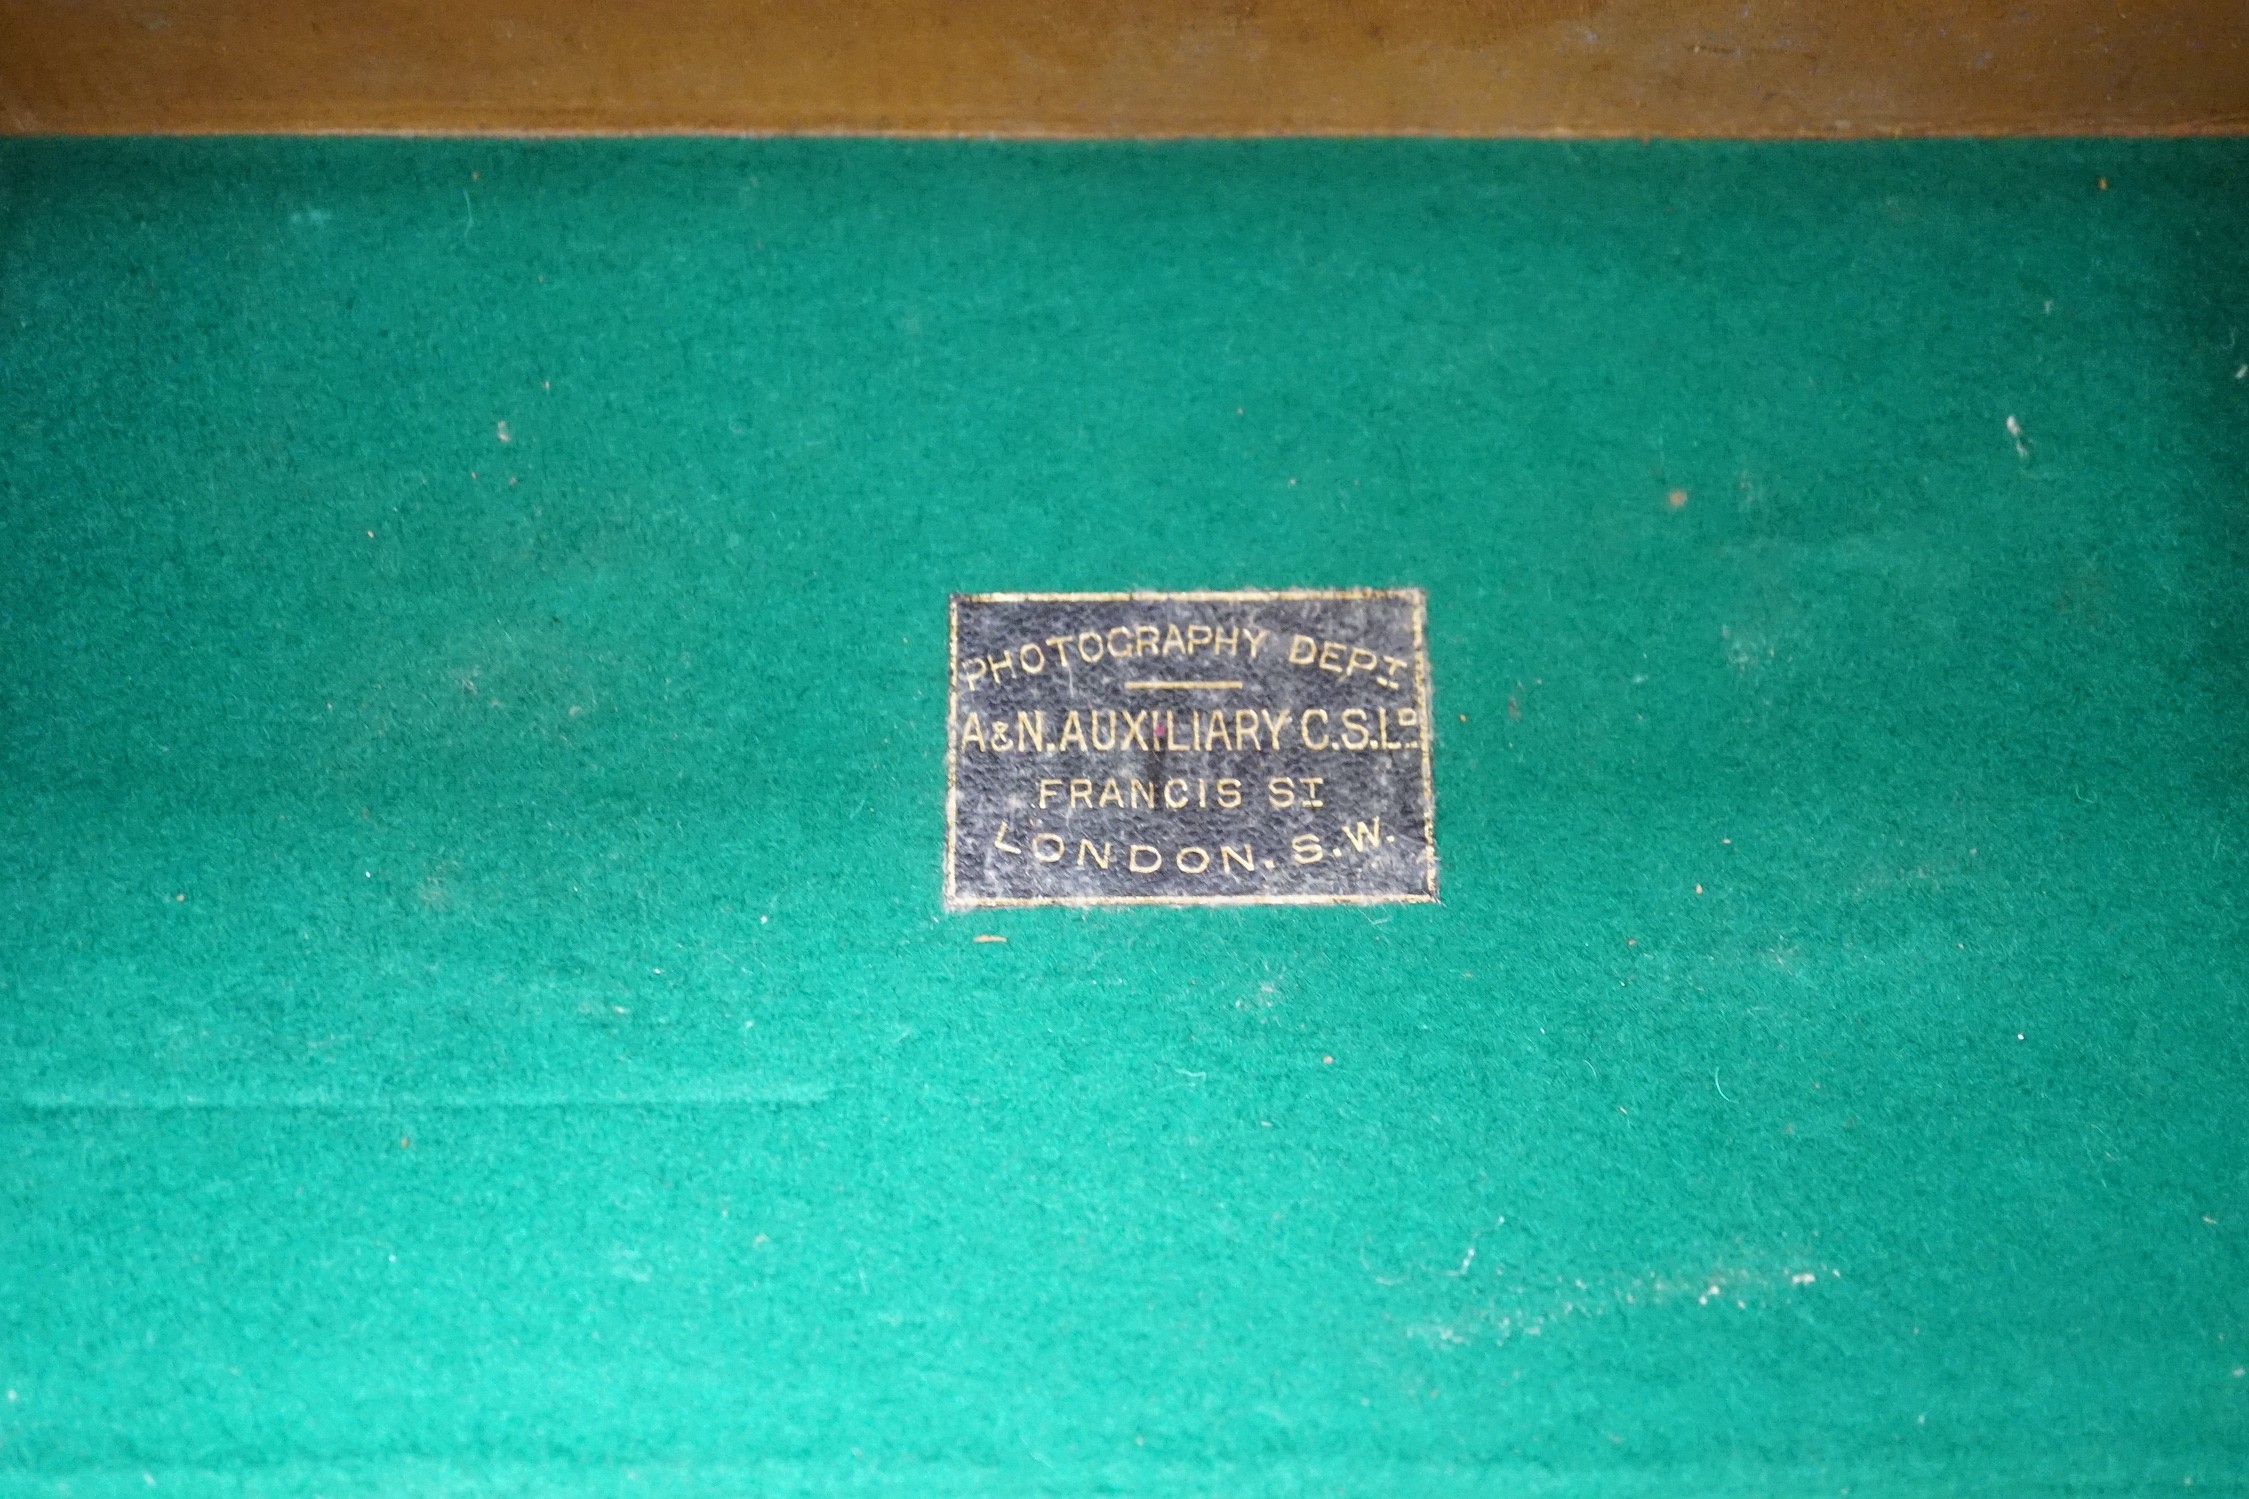 PHOTOGRAPHY DEPT
A & N. AUXILIARY C.S.LD.
FRANCIS ST
LONDON. S.W.